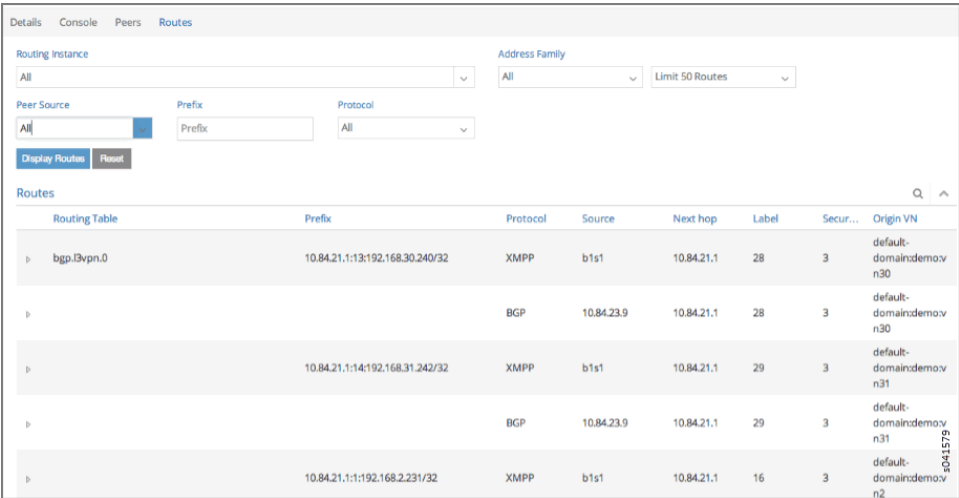 Details Console Peers Routes
Routing Instance Address Family
All All Limit 50 Routes
Peer Source Prefix Protocol
All Prefix All
Display Routes Reset
Routes
Routing Table Prefix Protocol Source Next hop Label Secur... Origin VN
bgp.l3vpn.0 10.84.21.1:13:192.168.30.240/32 XMPP b1s1 10.84.21.1 28 3 default-
domain:demo:v
n30
BGP 10.84.23.9 10.84.21.1 28 3 default-
domain:demo:v
n30
10.84.21.1:14:192.168.31.242/32 XMPP b1s1 10.84.21.1 29 3 default-
domain:demo:v
n31
BGP 10.84.23.9 10.84.21.1 29 3 default-
domain:demo:v
n31
10.84.21.1:1:192.168.2.231/32 XMPP b1s1 10.84.21.1 16 3 default-
domain:demo:v
n2
s041579